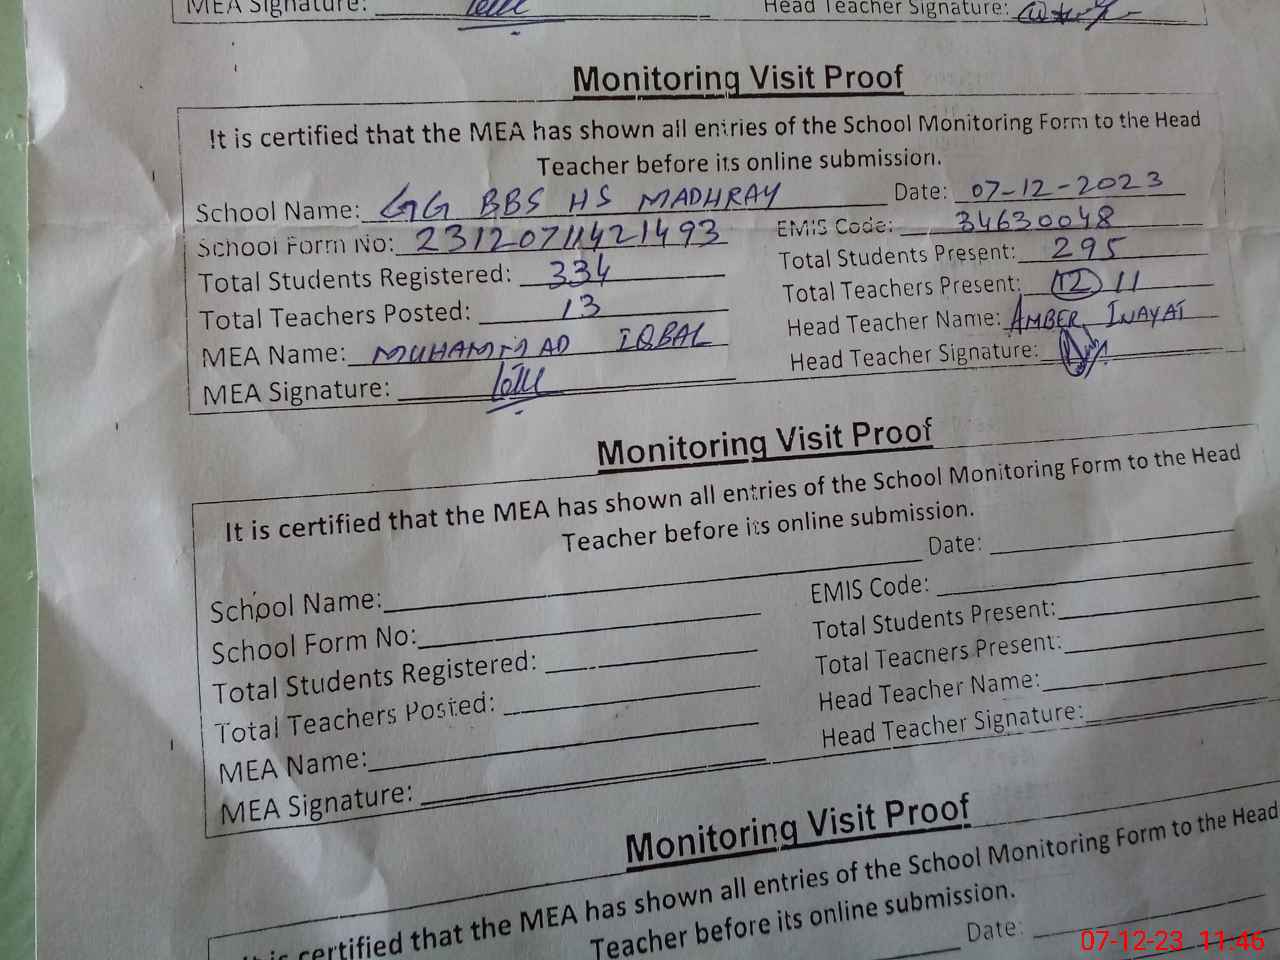 MEA Signature: Head Teacher Signature:
Monitoring Visit Proof
It is certified that the MEA has shown all entries of the School Monitoring Form to the Head
Teacher before its online submission.
School Name: GG BBS HS MADHRAY Date: 07-12-2023
School Form No: 23120711421493 EMIS Code: 34630048
Total Students Registered: 334 Total Students Present: 295
Total Teachers Posted: 13 Total Teachers Present: 12 11
MEA Name: MUHAMMAD IQBAL Head Teacher Name: AMBER INAYAT
MEA Signature: Head Teacher Signature:
Monitoring Visit Proof
It is certified that the MEA has shown all entries of the School Monitoring Form to the Head
Teacher before its online submission.
School Name: Date:
School Form No: EMIS Code:
Total Students Registered: Total Students Present:
Total Teachers Posted: Total Teachers Present:
MEA Name: Head Teacher Name:
MEA Signature: Head Teacher Signature:
Monitoring Visit Proof
It is certified that the MEA has shown all entries of the School Monitoring Form to the Head
Teacher before its online submission.
Date:
07-12-23 11:46